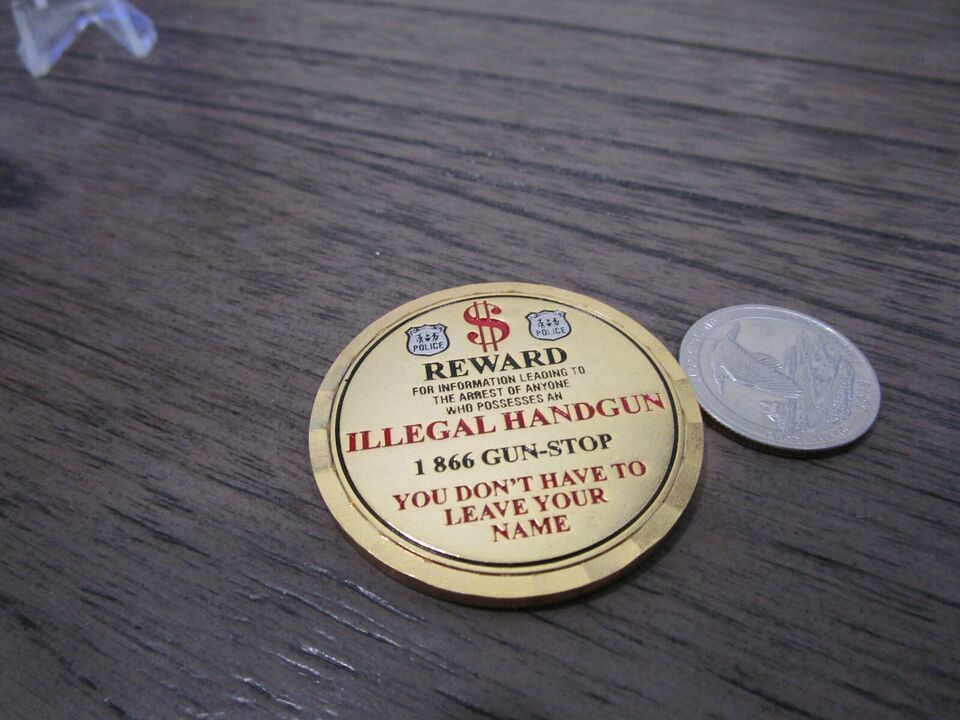 $
POLICE
POLICE
REWARD
FOR INFORMATION LEADING TO
THE ARREST OF ANYONE
WHO POSSESSES AN
ILLEGAL HANDGUN
1 866 GUN-STOP
YOU DON'T HAVE TO
LEAVE YOUR
NAME